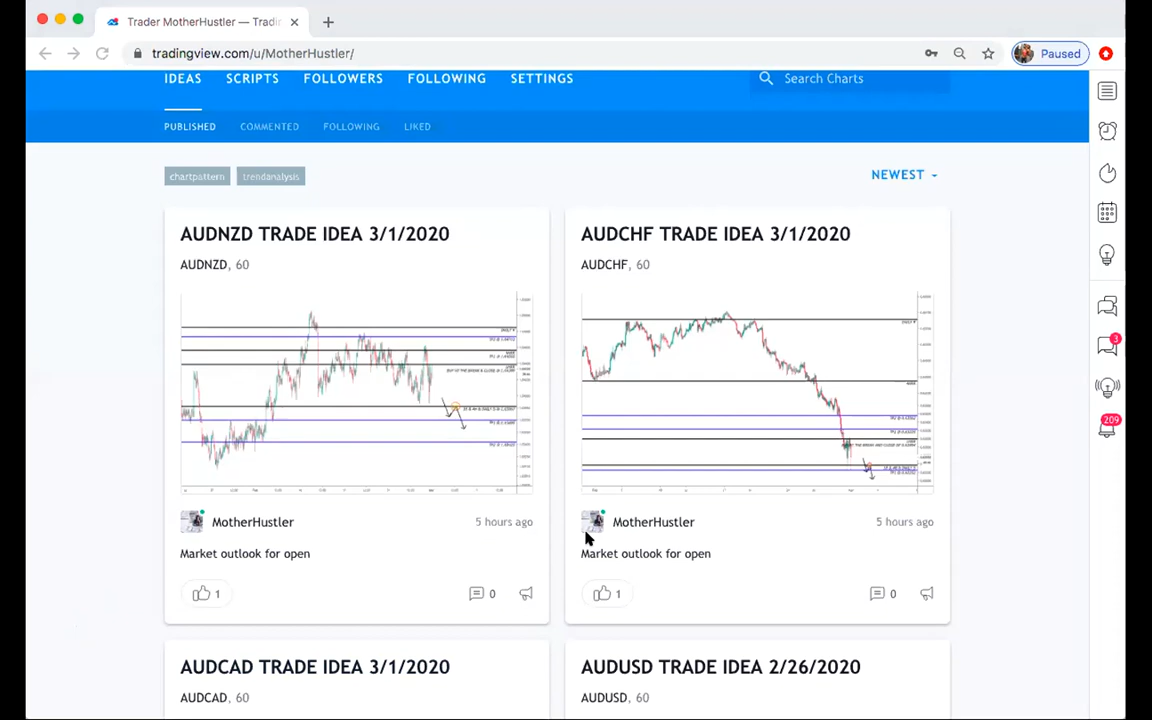 Trader MotherHustler — Tradi
tradingview.com/u/MotherHustler/
Paused
IDEAS SCRIPTS FOLLOWERS FOLLOWING SETTINGS
Search Charts
PUBLISHED COMMENTED FOLLOWING LIKED
chartpattern trendanalysis
NEWEST
AUDNZD TRADE IDEA 3/1/2020
AUDNZD, 60
MotherHustler
5 hours ago
Market outlook for open
1
0
AUDCHF TRADE IDEA 3/1/2020
AUDCHF, 60
MotherHustler
5 hours ago
Market outlook for open
1
0
AUDCAD TRADE IDEA 3/1/2020
AUDCAD, 60
AUDUSD TRADE IDEA 2/26/2020
AUDUSD, 60
3
209